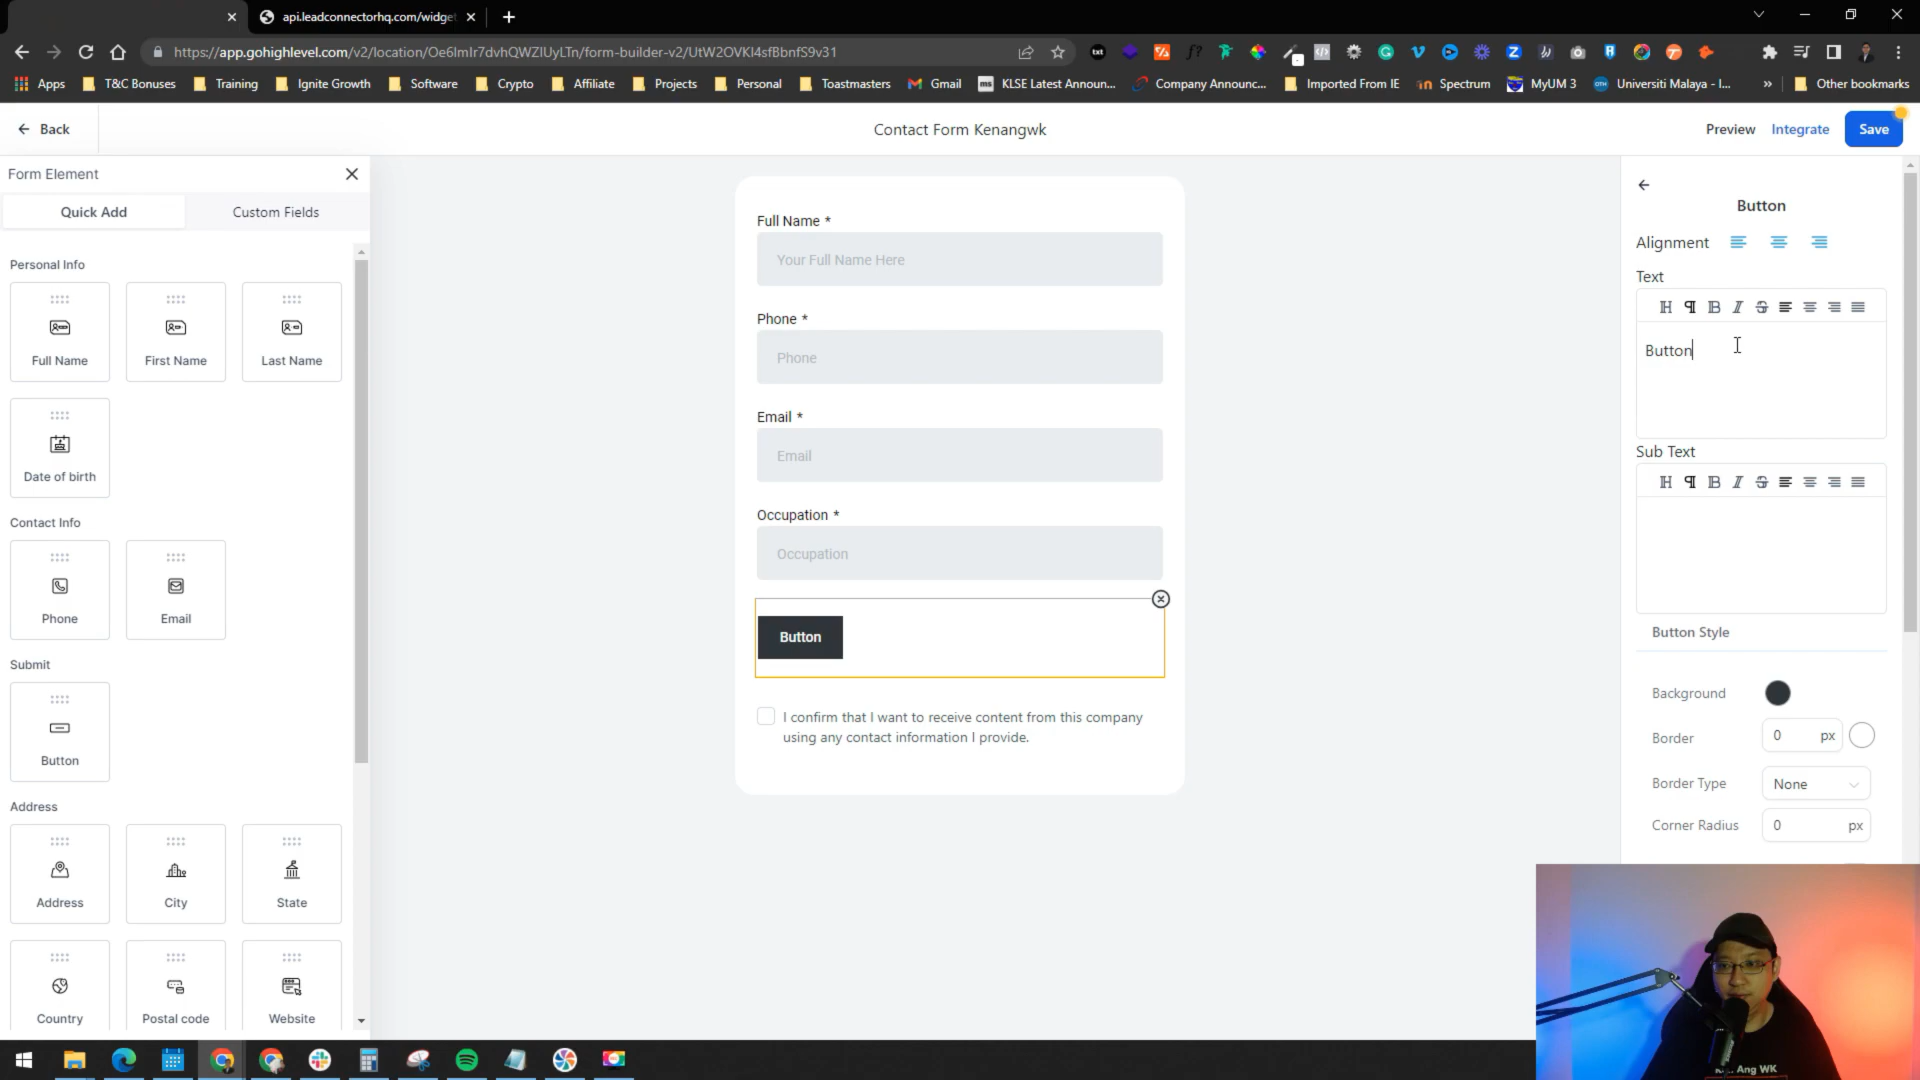 api.leadconnectorhq.com/widget
https://app.gohighlevel.com/v2/location/Oe6lmIr7dvhQWZIUyLTn/form-builder-v2/UtW2OVKl4sfBbnfS9v31
Apps
T&C Bonuses
Training
Ignite Growth
Software
Crypto
Affiliate
Projects
Personal
Toastmasters
Gmail
KLSE Latest Announ...
Company Announc...
Imported From IE
Spectrum
MyUM 3
Universiti Malaya - I...
»
Other bookmarks
Back
Contact Form Kenangwk
Preview
Integrate
Save
Form Element
Quick Add
Custom Fields
Personal Info
Full Name
First Name
Last Name
Date of birth
Contact Info
Phone
Email
Submit
Button
Address
Address
City
State
Country
Postal code
Website
Full Name *
Your Full Name Here
Phone *
Phone
Email *
Email
Occupation *
Occupation
Button
I confirm that I want to receive content from this company
using any contact information I provide.
Button
Alignment
Text
Button
Sub Text
Button Style
Background
Border
0 px
Border Type
None
Corner Radius
0 px
Ang WK